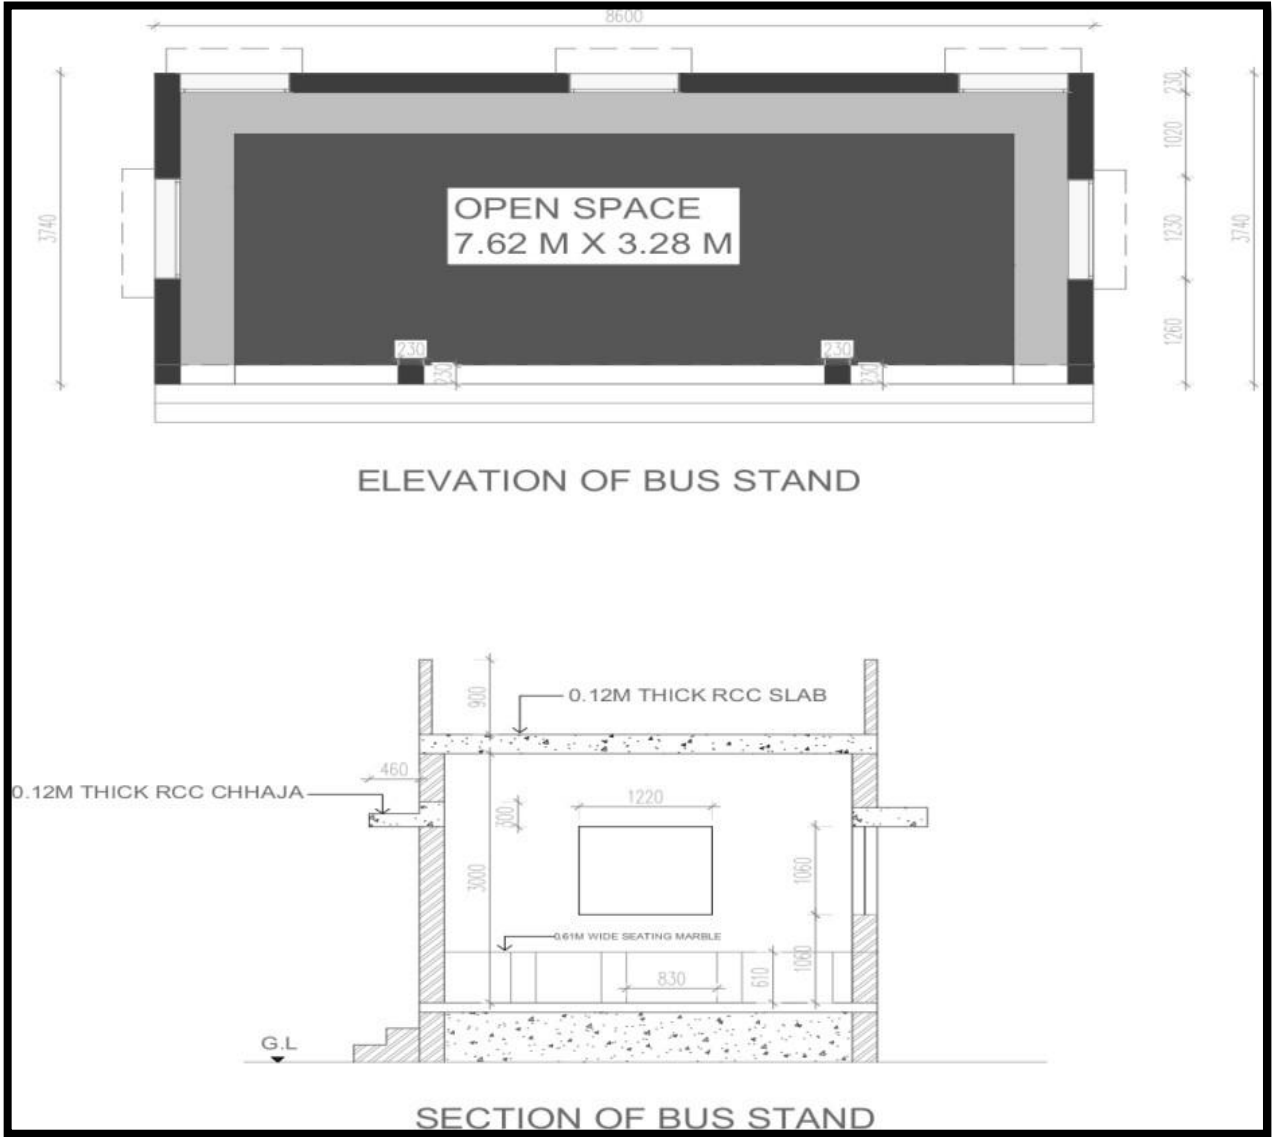 8600
3740
230
1020
1230
1260
3740
OPEN SPACE
7.62 M X 3.28 M
230
230
230
230
ELEVATION OF BUS STAND
900
0.12M THICK RCC SLAB
460
0.12M THICK RCC CHHAJA
300
1220
3000
1060
0.61M WIDE SEATING MARBLE
830
610
1060
G.L
SECTION OF BUS STAND